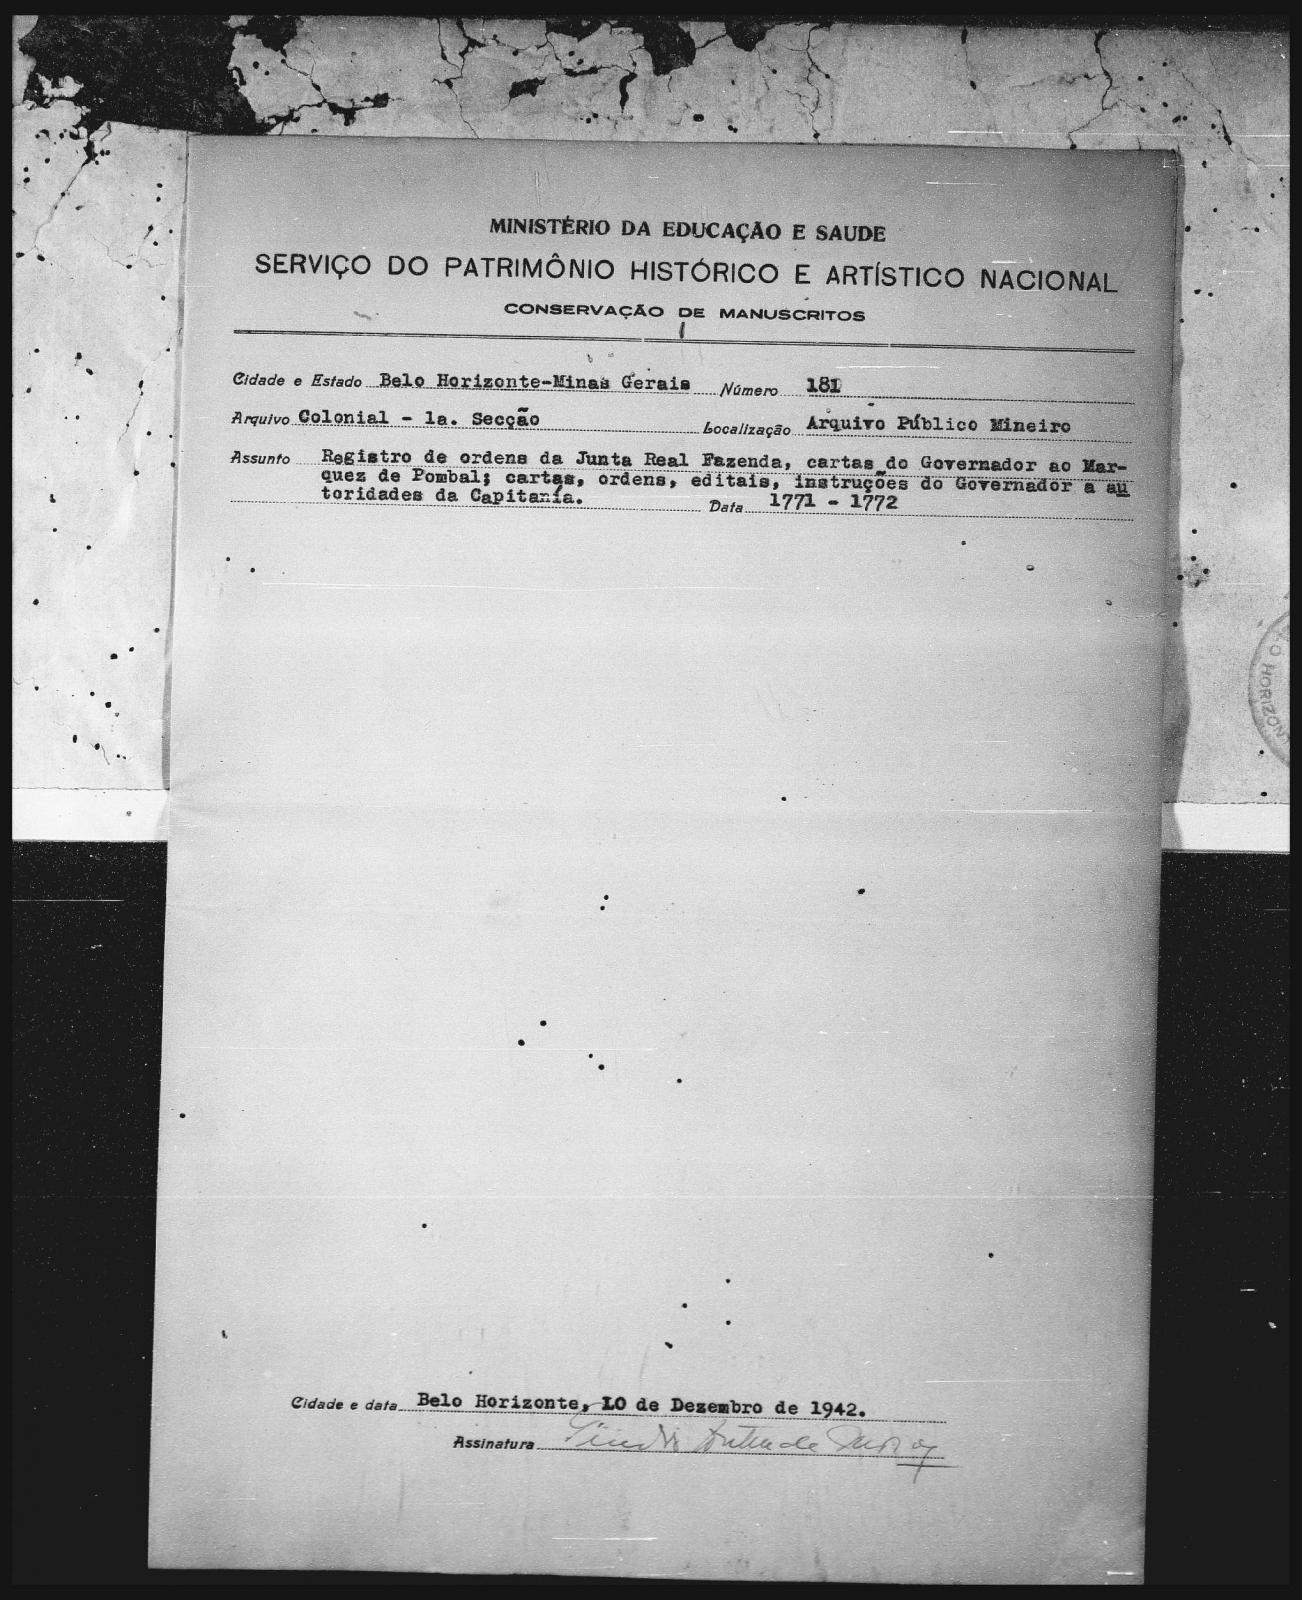 MINISTÉRIO DA EDUCAÇÃO E SAUDE
SERVIÇO DO PATRIMÔNIO HISTÓRICO E ARTÍSTICO NACIONAL
CONSERVAÇÃO DE MANUSCRITOS
Cidade e Estado Belo Horizonte-Minas Gerais Número 181
Arquivo Colonial - 1a. Secção Localização Arquivo Público Mineiro
Assunto Registro de ordens da Junta Real Fazenda, cartas do Governador ao Mar-
quez de Pombal; cartas, ordens, editais, instruções do Governador a au
toridades da Capitanía. Data 1771 - 1772
O HORIZONT
Cidade e data Belo Horizonte, 10 de Dezembro de 1942.
Assinatura